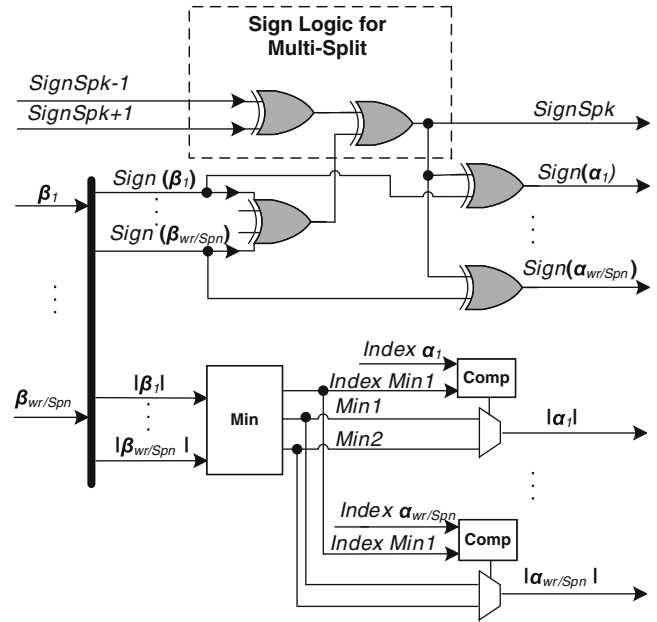 Sign Logic for
Multi-Split
SignSpk-1
SignSpk+1
SignSpk
Sign (β1)
Sign(α1)
β1
Sign (βwr/Spn)
Sign(αwr/Spn)
Index α1
Comp
|β1|
Index Min1
Min
Min1
|α1|
βwr/Spn
Min2
|βwr/Spn |
Index αwr/Spn
Comp
Index Min1
|αwr/Spn |